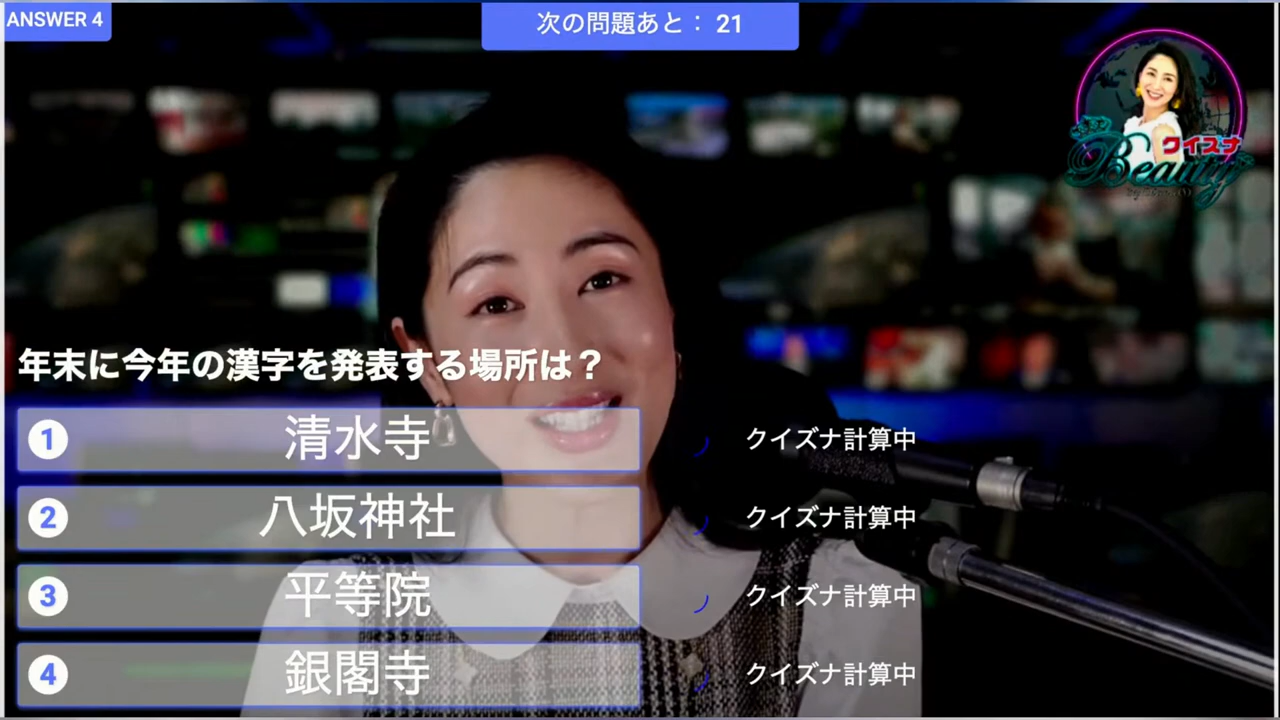 ANSWER 4
次の問題あと： 21
クイズナ
Beauty
年末に今年の漢字を発表する場所は？
1 清水寺 クイズナ計算中
2 八坂神社 クイズナ計算中
3 平等院 クイズナ計算中
4 銀閣寺 クイズナ計算中